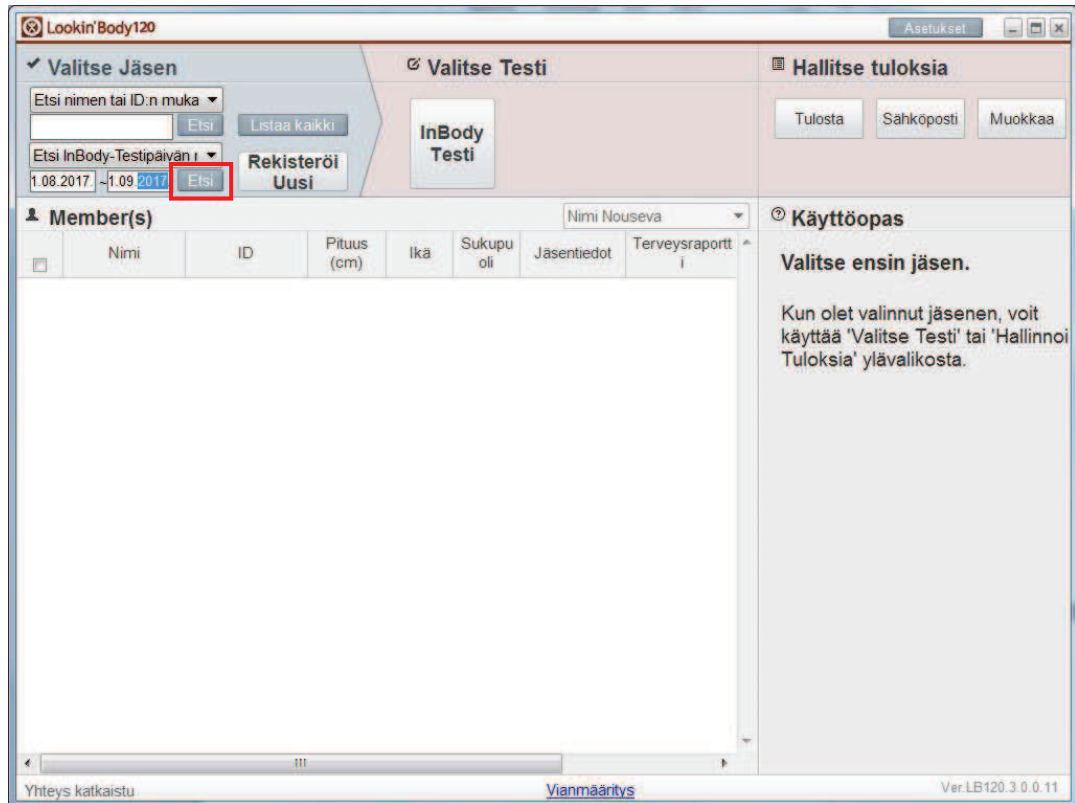 Lookin'Body120
Asetukset
Valitse Jäsen
Etsi nimen tai ID:n muka
Etsi
Listaa kaikki
Etsi InBody-Testipäivän
1.08.2017. ~1.09.2017. Etsi
Rekisteröi
Uusi
Valitse Testi
InBody
Testi
Hallitse tuloksia
Tulosta Sähköposti Muokkaa
Member(s)
Nimi Nouseva
Nimi ID Pituus (cm) Ikä Sukupu oli Jäsentiedot Terveysraportt i
Käyttöopas
Valitse ensin jäsen.
Kun olet valinnut jäsenen, voit
käyttää 'Valitse Testi' tai 'Hallinnoi
Tuloksia' ylävalikosta.
Yhteys katkaistu
Vianmääritys
Ver.LB120.3.0.0.11